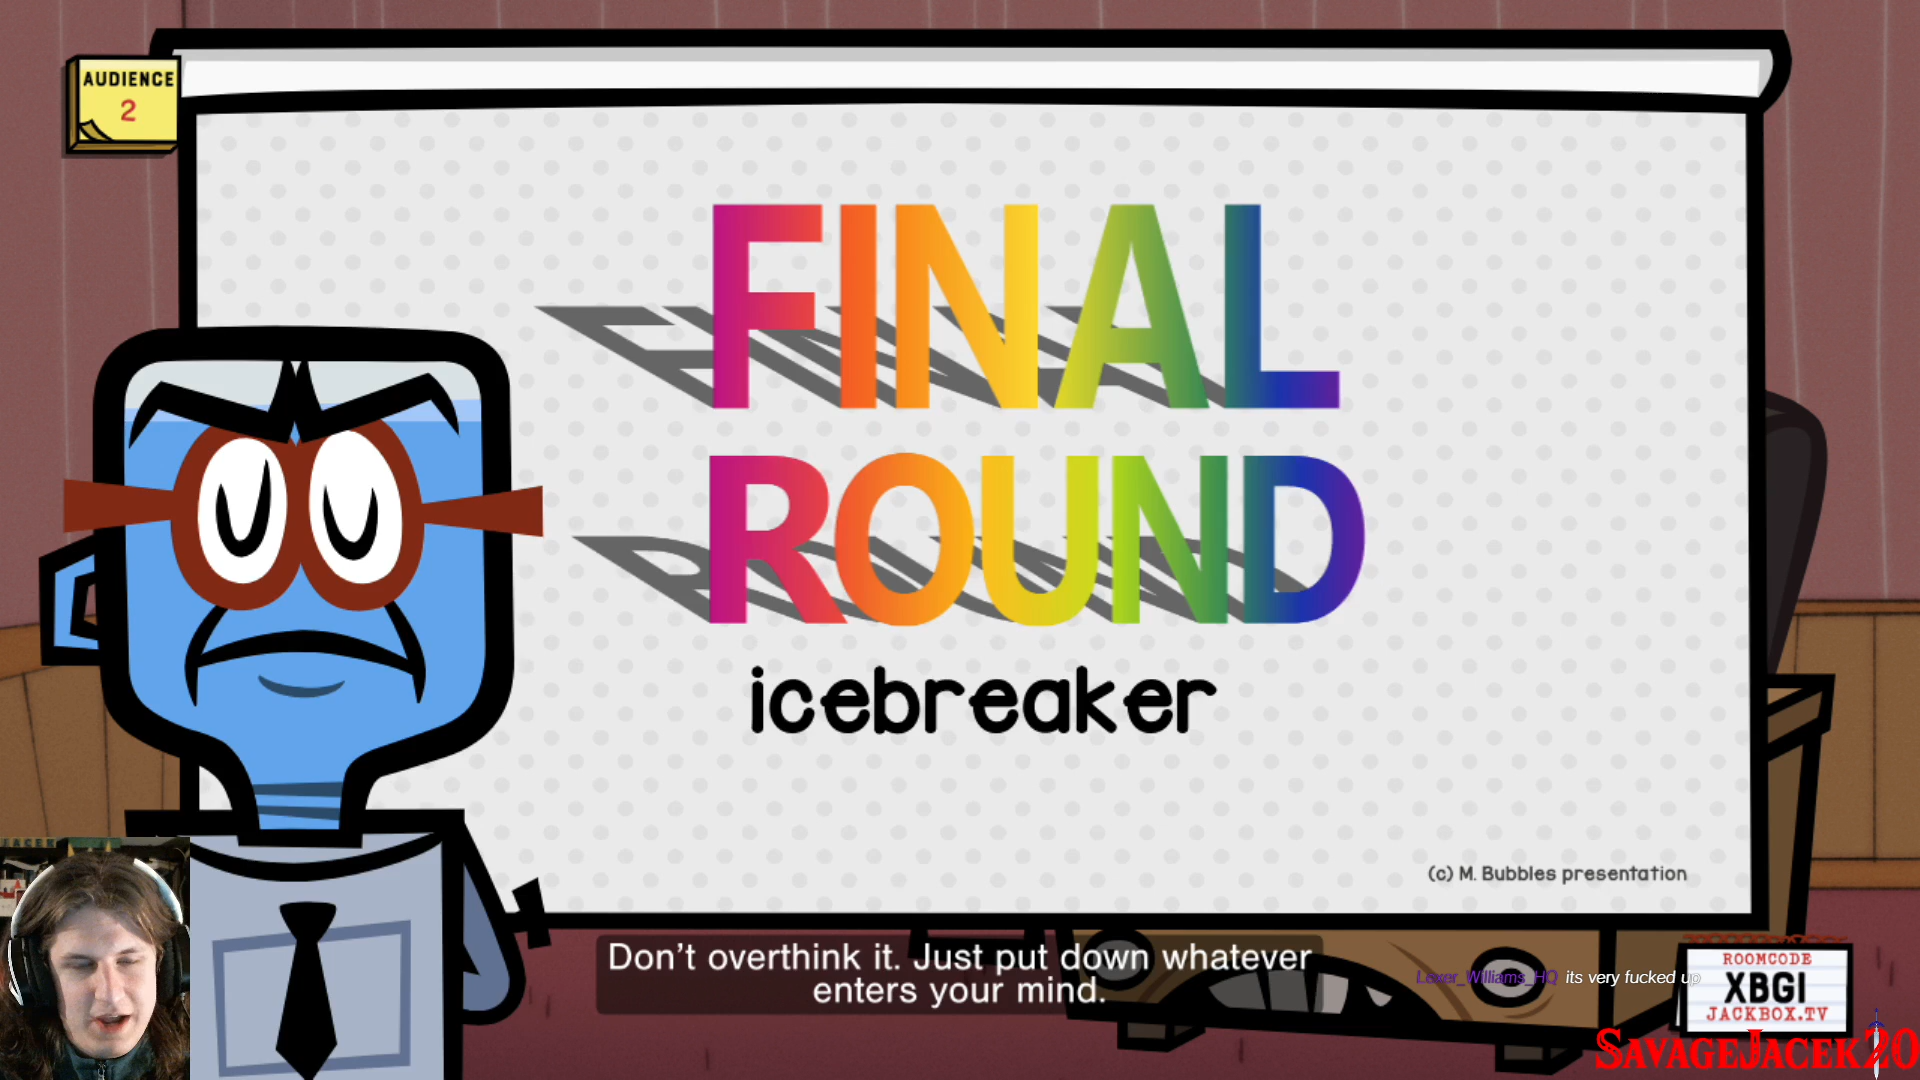 AUDIENCE
2
FINAL
ROUND
icebreaker
(c) M. Bubbles presentation
Don't overthink it. Just put down whatever
enters your mind.
Loxer_Williams_HQ its very fucked up
ROOMCODE
XBGI
JACKBOX.TV
SAVAGEJACEK20